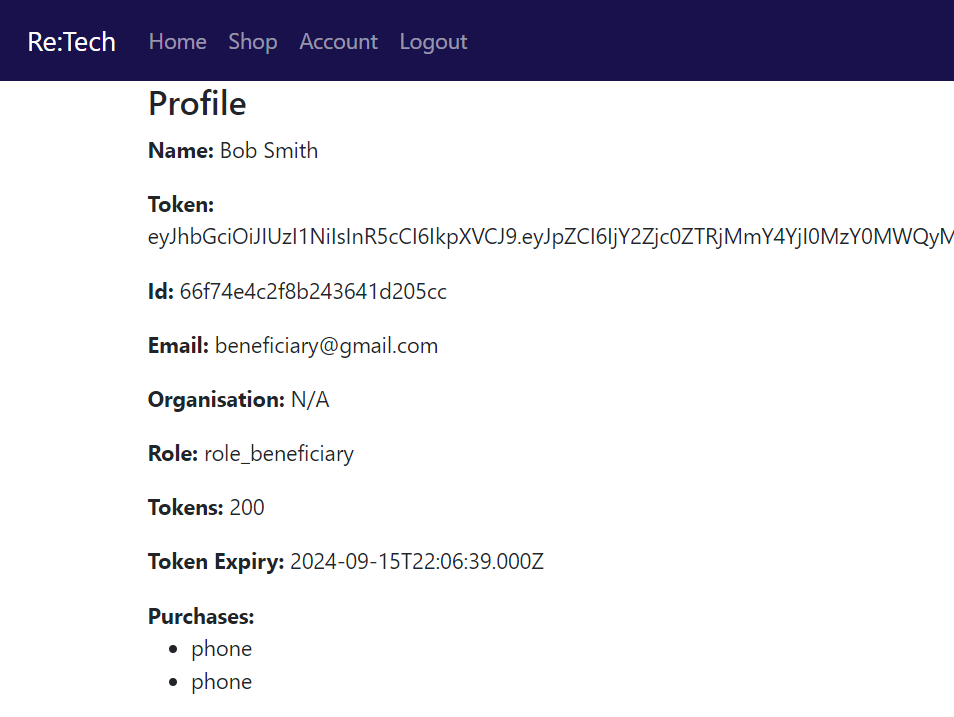 Re:Tech Home Shop Account Logout
Profile
Name: Bob Smith
Token:
eyJhbGciOiJIUzI1NiIsInR5cCI6IkpXVCJ9.eyJpZCI6IjY2Zjc0ZTRjMmY4YjI0MzY0MWQyM
Id: 66f74e4c2f8b243641d205cc
Email: beneficiary@gmail.com
Organisation: N/A
Role: role_beneficiary
Tokens: 200
Token Expiry: 2024-09-15T22:06:39.000Z
Purchases:
• phone
• phone